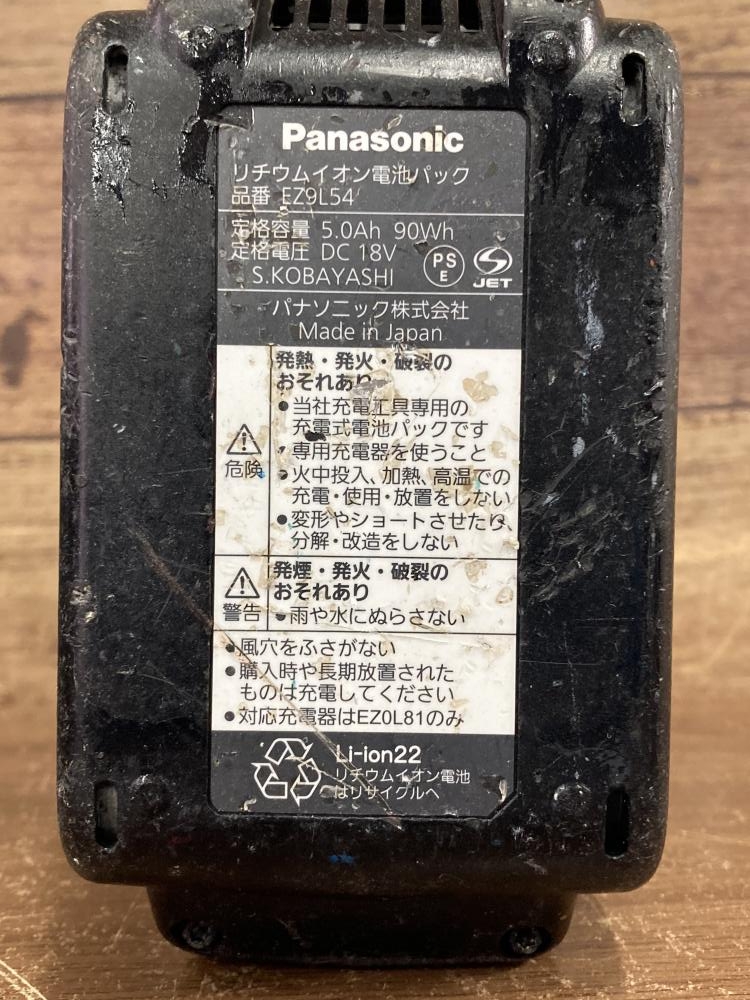 Panasonic
リチウムイオン電池パック
品番 EZ9L54
定格容量 5.0Ah 90Wh
定格電圧 DC 18V
S.KOBAYASHI
PS
E
JET
パナソニック株式会社
Made in Japan
発熱・発火・破裂の
おそれあり
●当社充電工具専用の
充電式電池パックです
●専用充電器を使うこと
●火中投入、加熱、高温での
充電・使用・放置をしない
●変形やショートさせたり、
分解・改造をしない
危険
発煙・発火・破裂の
おそれあり
●雨や水にぬらさない
警告
●風穴をふさがない
●購入時や長期放置された
ものは充電してください
●対応充電器はEZ0L81のみ
Li-ion22
リチウムイオン電池
はリサイクルへ